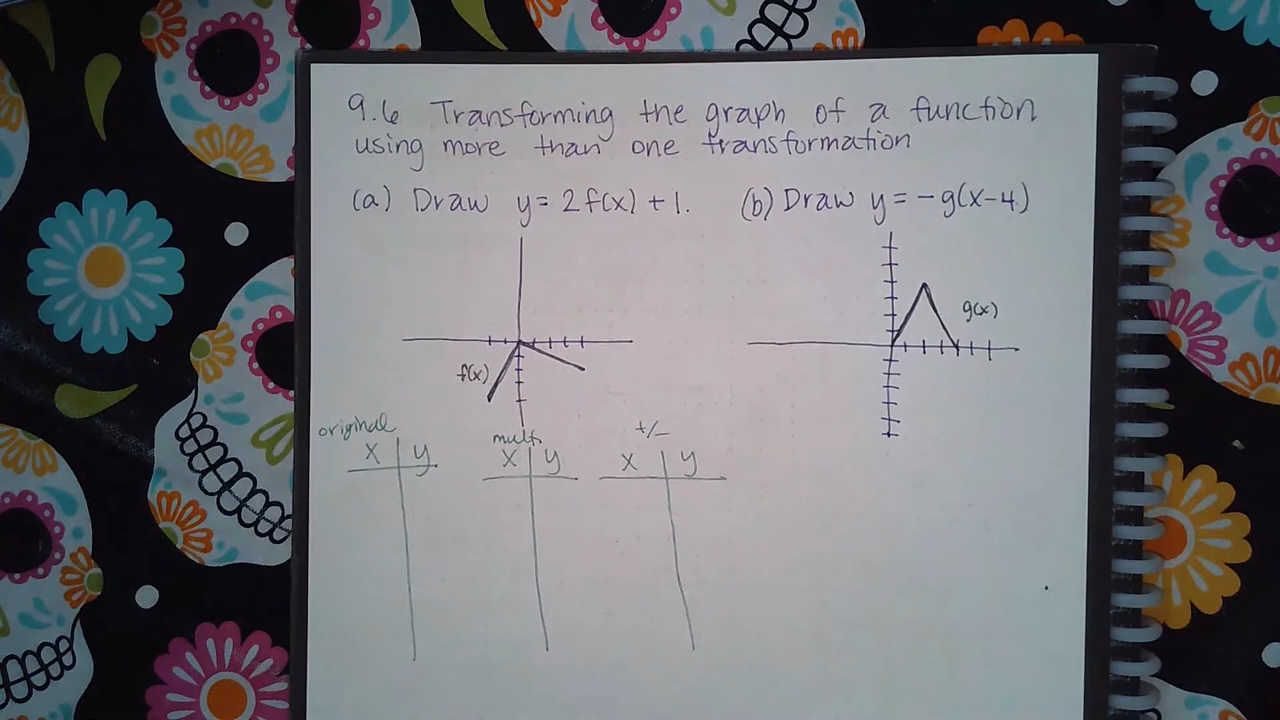 9.6 Transforming the graph of a function
using more than one transformation
(a) Draw y = 2f(x) + 1.
(b) Draw y = -g(x-4)
f(x)
g(x)
original
x y
mult.
x y
+/-
x y